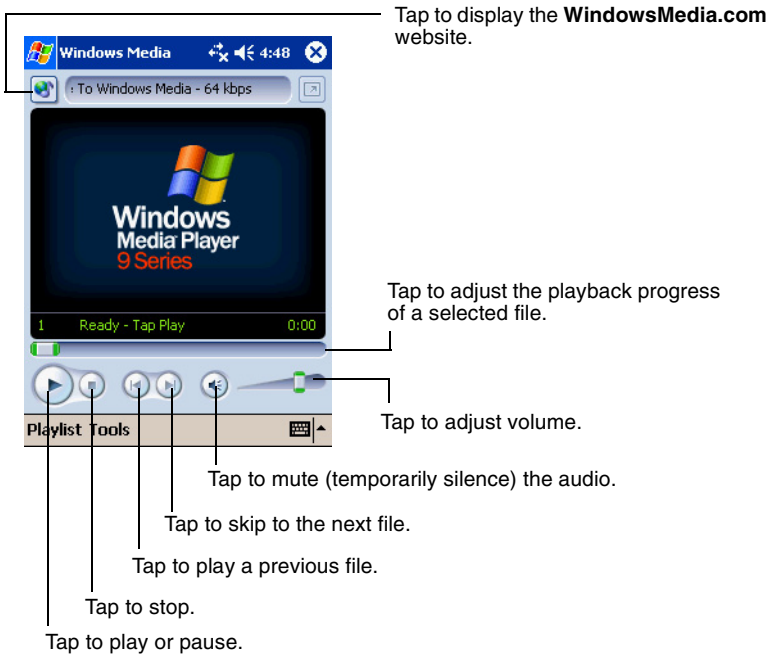 Tap to display the WindowsMedia.com
website.
Windows Media 4:48
: To Windows Media - 64 kbps
Windows
Media Player
9 Series
Tap to adjust the playback progress
of a selected file.
1 Ready - Tap Play 0:00
Tap to adjust volume.
Playlist Tools
Tap to mute (temporarily silence) the audio.
Tap to skip to the next file.
Tap to play a previous file.
Tap to stop.
Tap to play or pause.